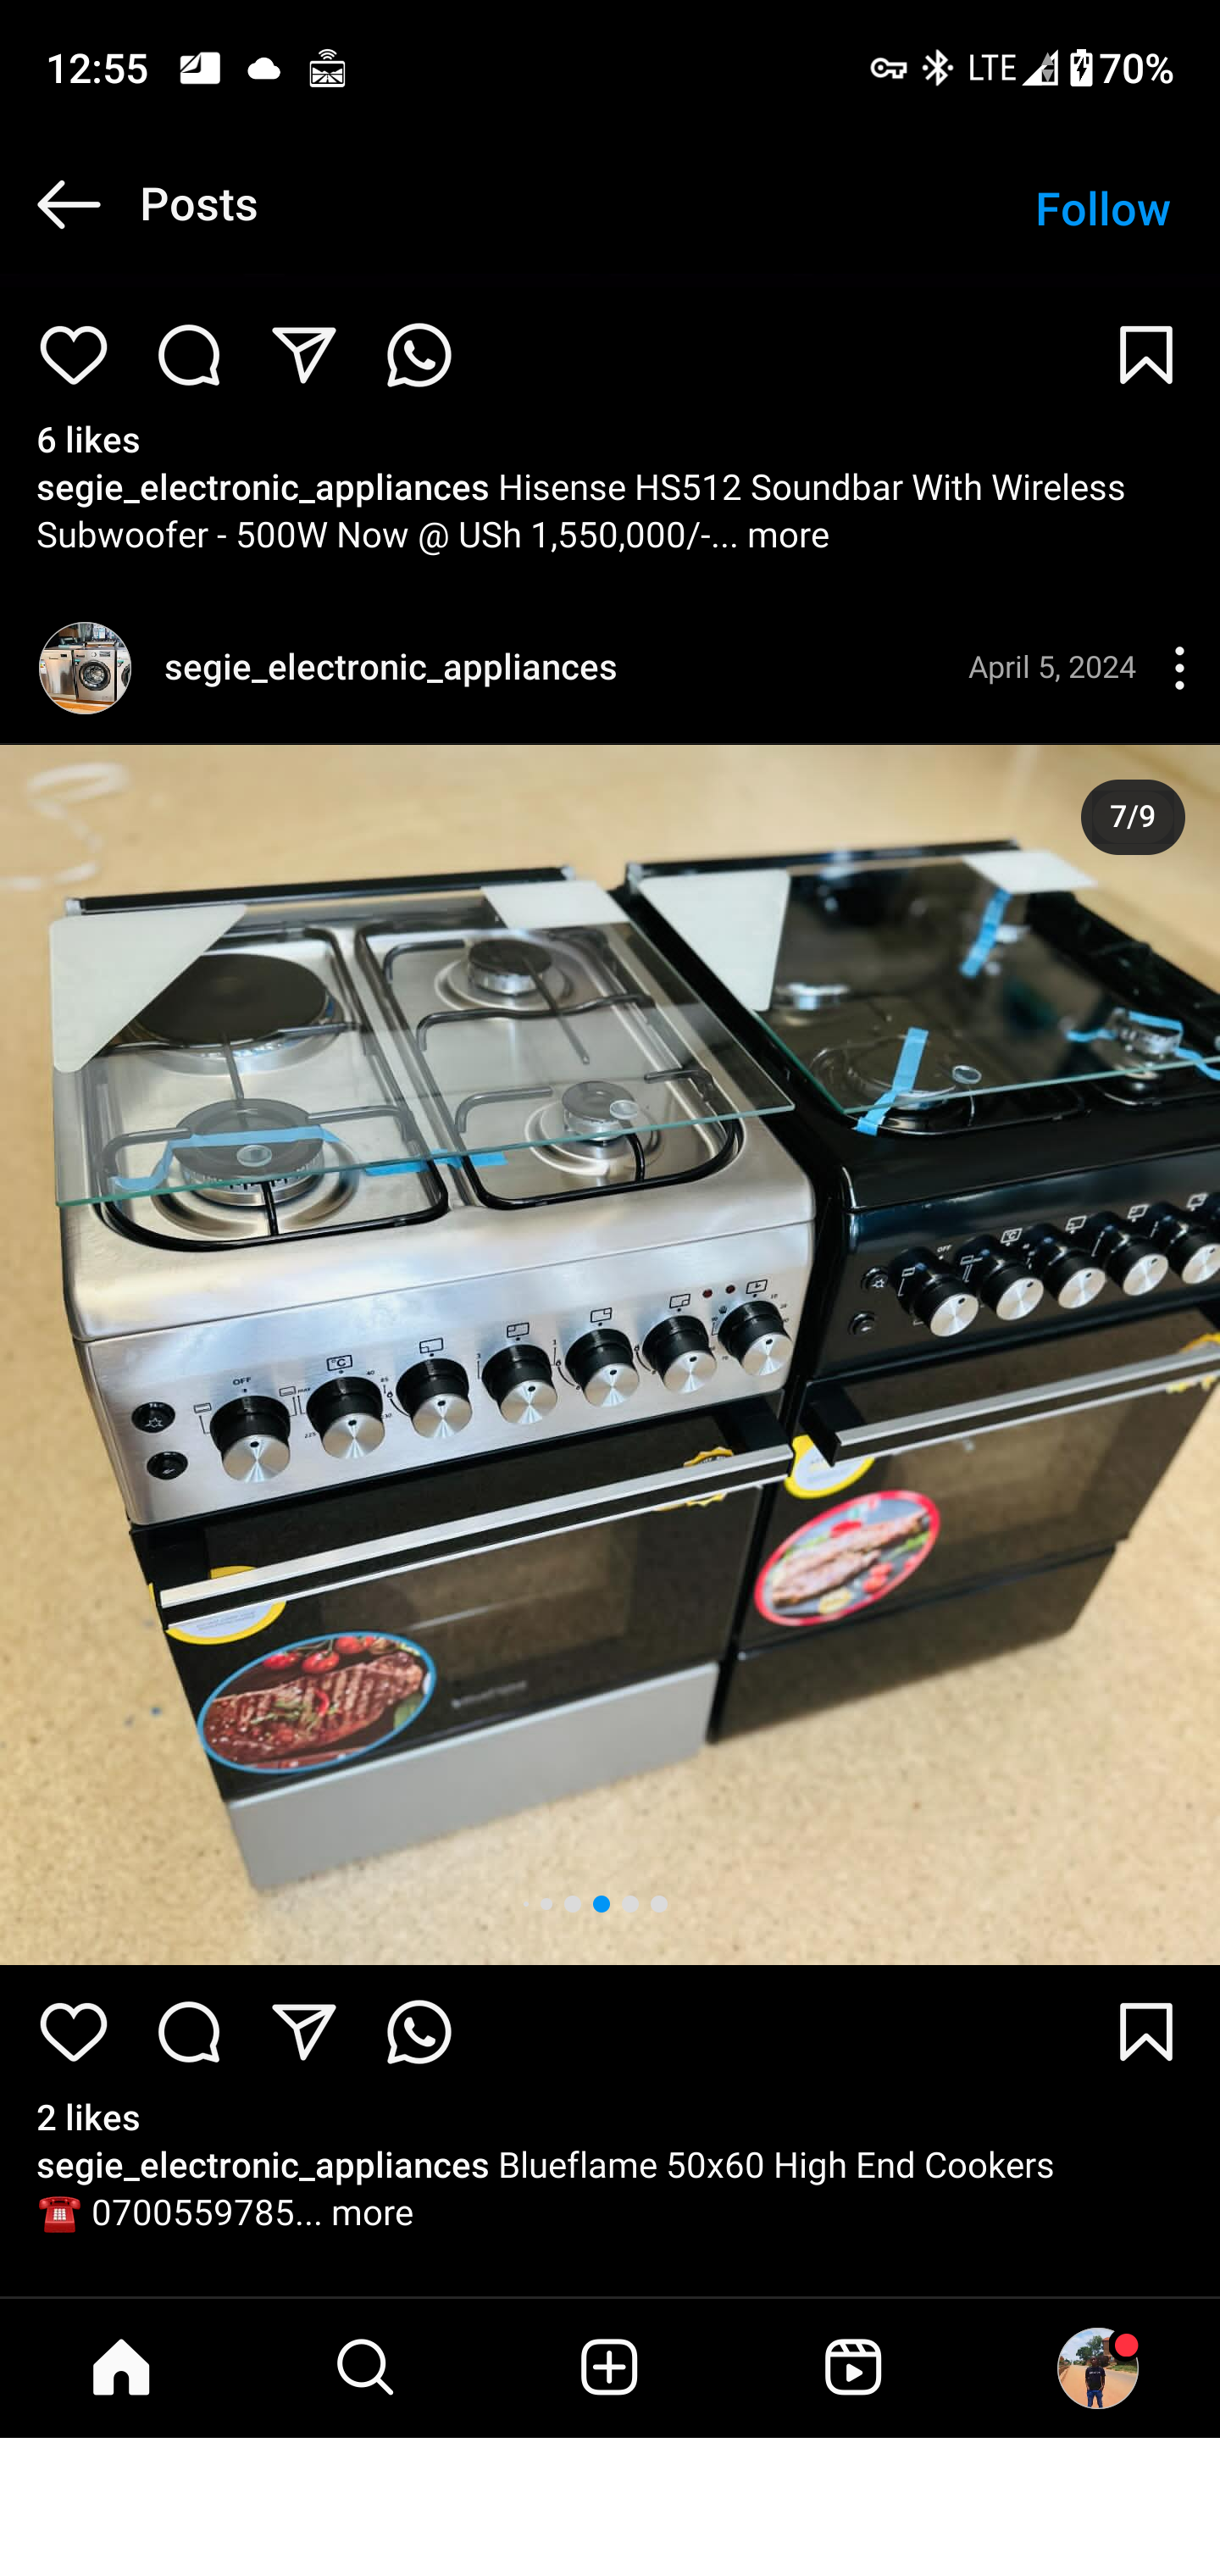 12:55
LTE 70%
Posts
Follow
6 likes
segie_electronic_appliances Hisense HS512 Soundbar With Wireless
Subwoofer - 500W Now @ USh 1,550,000/-... more
segie_electronic_appliances
April 5, 2024
7/9
OFF
°C
OFF
°C
2 likes
segie_electronic_appliances Blueflame 50x60 High End Cookers
☎️ 0700559785... more